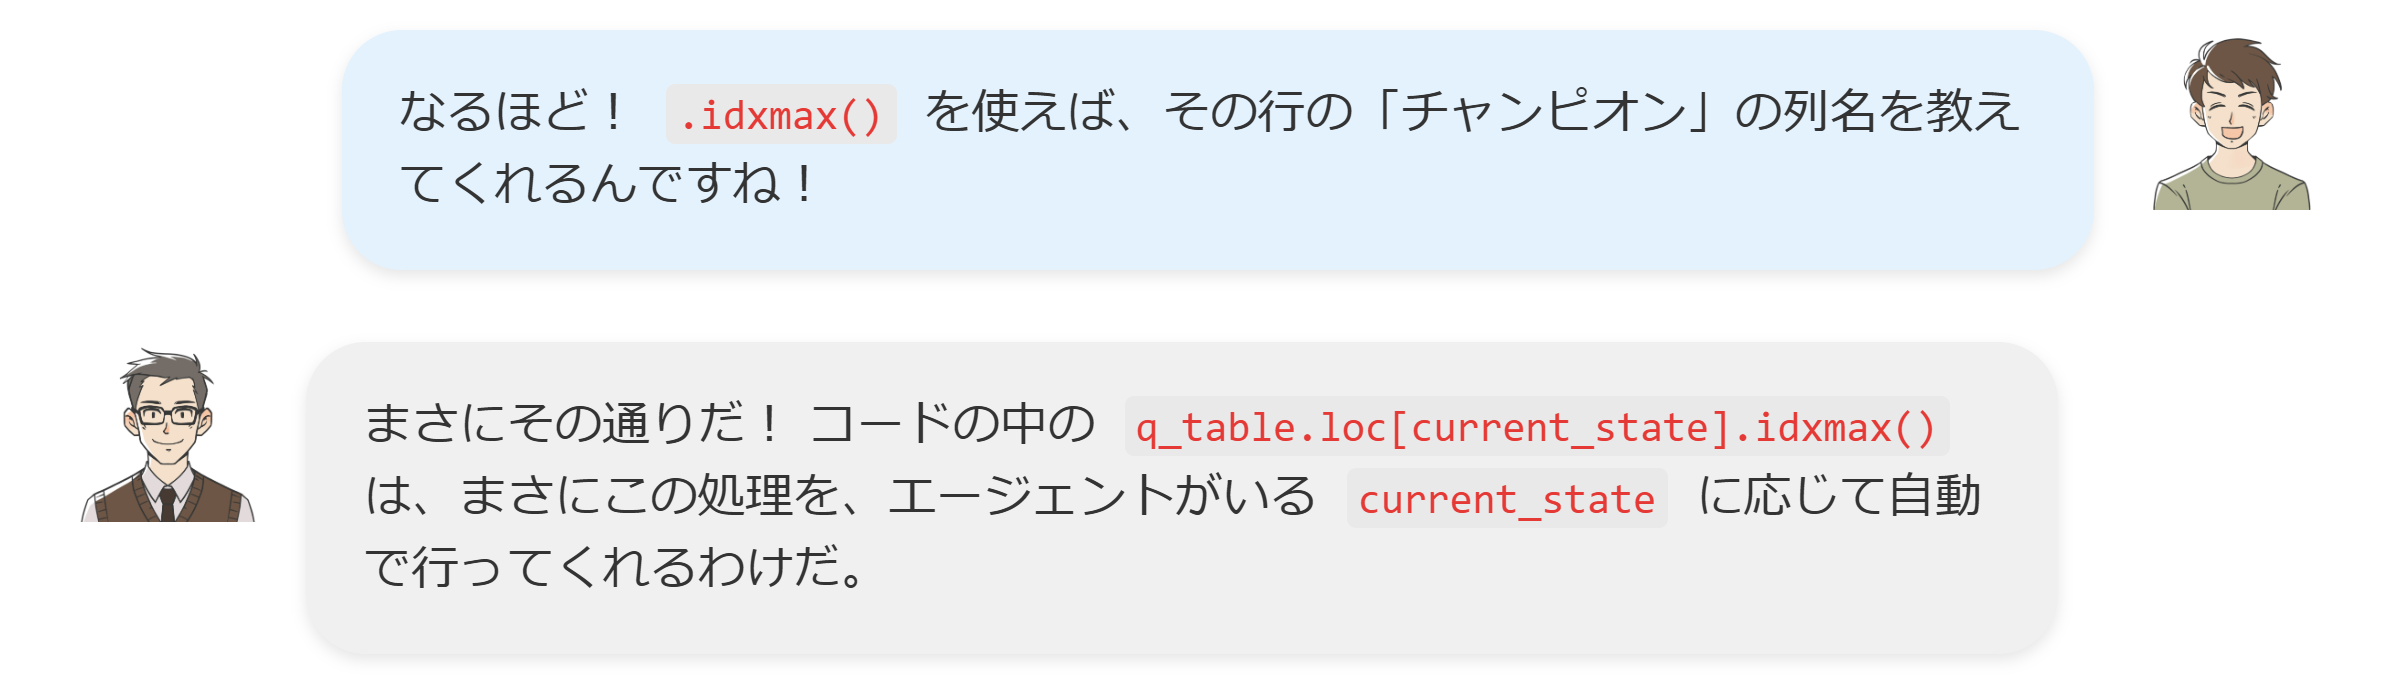 なるほど！ .idxmax() を使えば、その行の「チャンピオン」の列名を教え
てくれるんですね！
まさにその通りだ！ コードの中の q_table.loc[current_state].idxmax()
は、まさにこの処理を、エージェントがいる current_state に応じて自動
で行ってくれるわけだ。